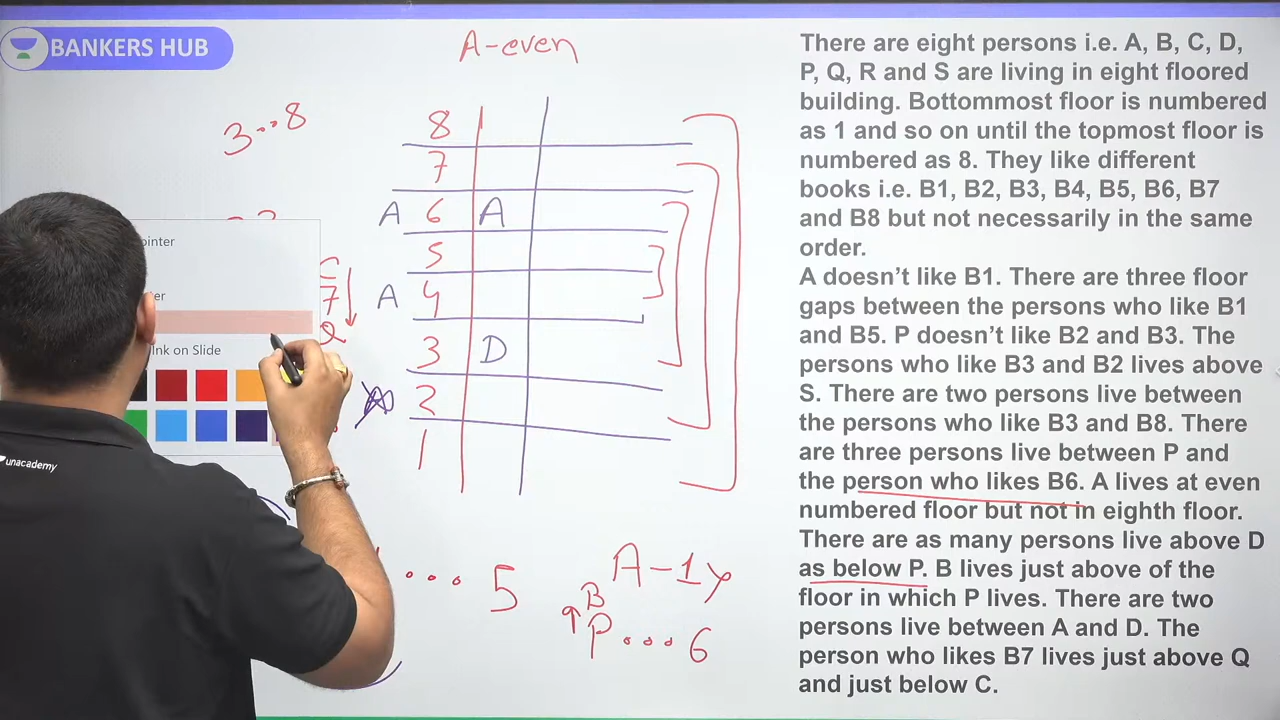 BANKERS HUB
A-even
3...8
8
7
A 6 A
5
A 4
3 D
2
1
C
7
Q
ointer
Ink on Slide
unacademy
... 5
A-1x
B
P...6
There are eight persons i.e. A, B, C, D,
P, Q, R and S are living in eight floored
building. Bottommost floor is numbered
as 1 and so on until the topmost floor is
numbered as 8. They like different
books i.e. B1, B2, B3, B4, B5, B6, B7
and B8 but not necessarily in the same
order.
A doesn’t like B1. There are three floor
gaps between the persons who like B1
and B5. P doesn’t like B2 and B3. The
persons who like B3 and B2 lives above
S. There are two persons live between
the persons who like B3 and B8. There
are three persons live between P and
the person who likes B6. A lives at even
numbered floor but not in eighth floor.
There are as many persons live above D
as below P. B lives just above of the
floor in which P lives. There are two
persons live between A and D. The
person who likes B7 lives just above Q
and just below C.